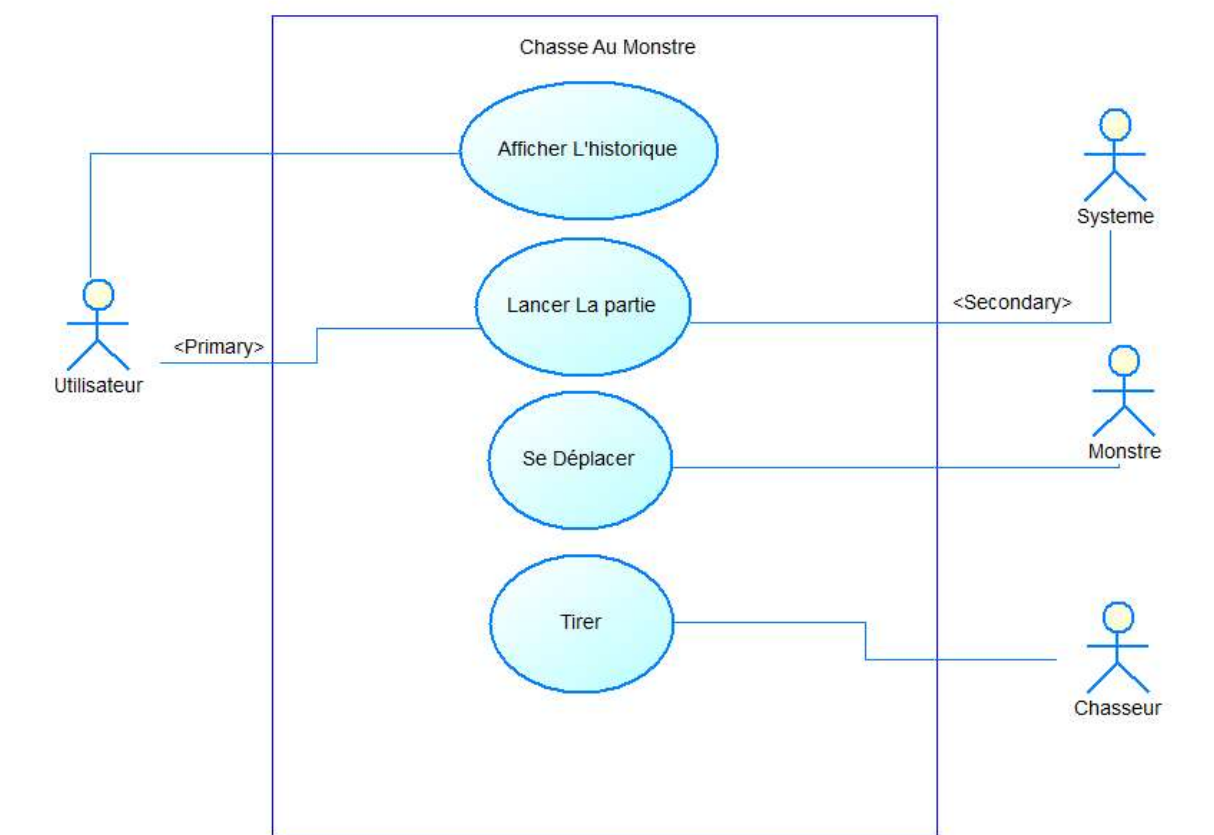 Chasse Au Monstre
Afficher L'historique
Systeme
Lancer La partie
<Secondary>
<Primary>
Utilisateur
Se Déplacer
Monstre
Tirer
Chasseur